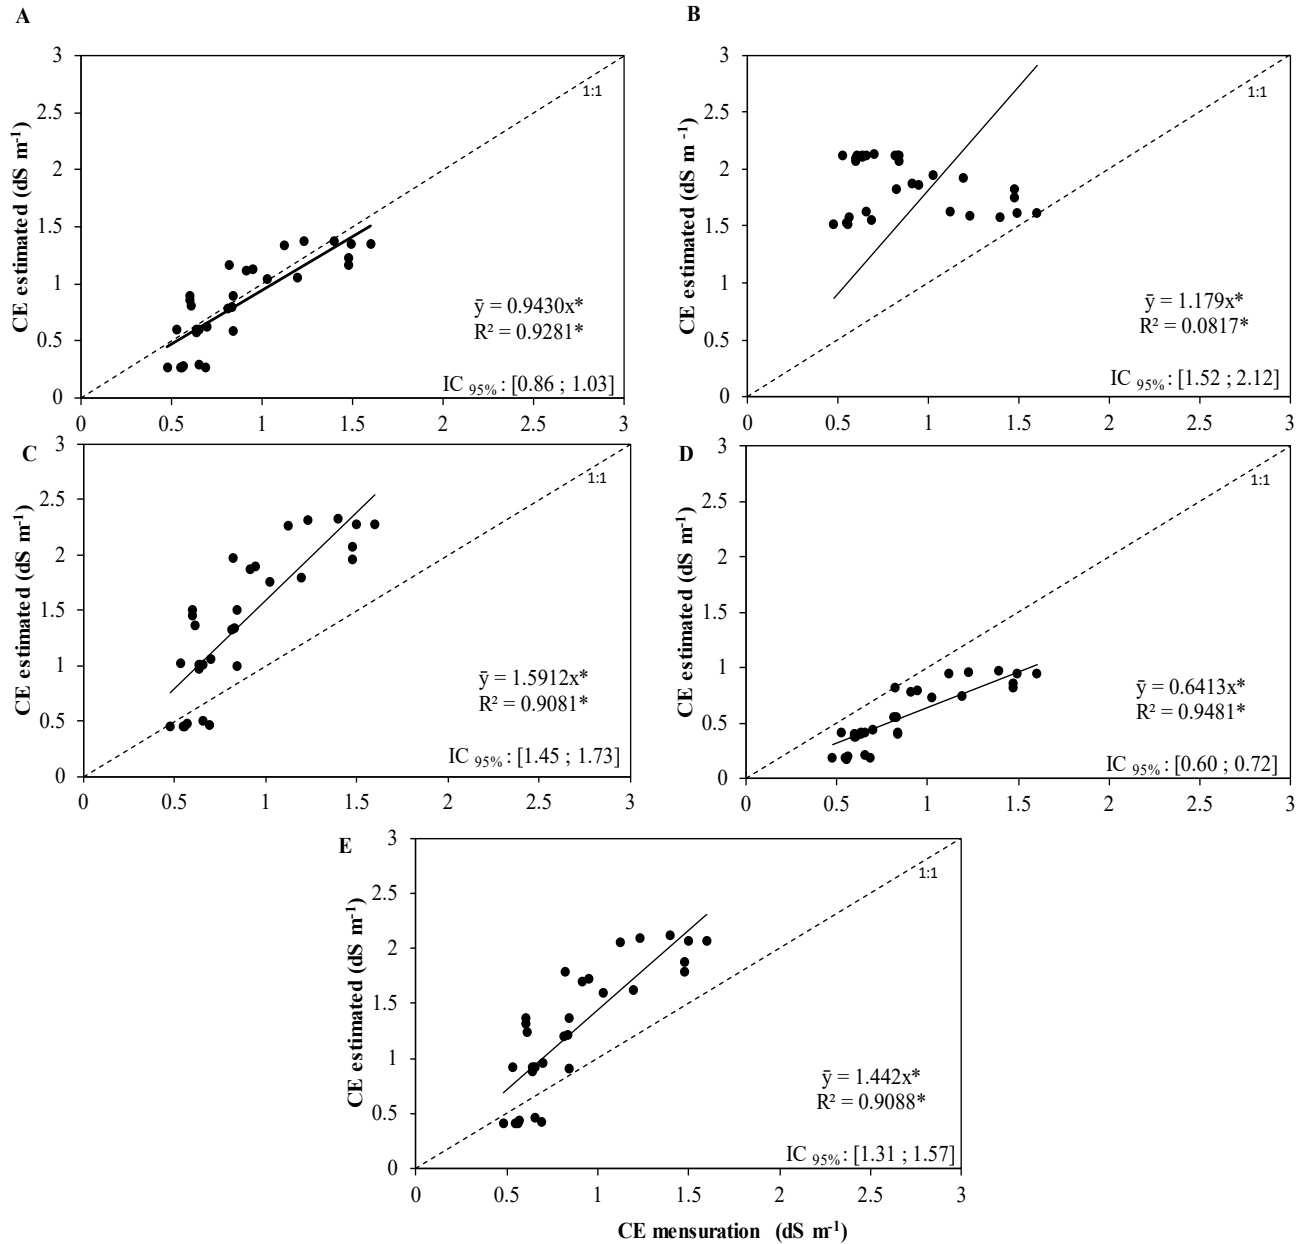 A
CE estimated (dS m⁻¹)
3
2.5
2
1.5
1
0.5
0
0 0.5 1 1.5 2 2.5 3
1:1
ȳ = 0.9430x*
R² = 0.9281*
IC 95% : [0.86 ; 1.03]
B
CE estimated (dS m ⁻¹)
3
2.5
2
1.5
1
0.5
0
0 0.5 1 1.5 2 2.5 3
1:1
ȳ = 1.179x*
R² = 0.0817*
IC 95% : [1.52 ; 2.12]
C
CE estimated (dS m⁻¹)
3
2.5
2
1.5
1
0.5
0
0 0.5 1 1.5 2 2.5 3
1:1
ȳ = 1.5912x*
R² = 0.9081*
IC 95% : [1.45 ; 1.73]
D
CE estimated (dS m⁻¹)
3
2.5
2
1.5
1
0.5
0
0 0.5 1 1.5 2 2.5 3
1:1
ȳ = 0.6413x*
R² = 0.9481*
IC 95% : [0.60 ; 0.72]
E
CE estimated (dS m⁻¹)
3
2.5
2
1.5
1
0.5
0
0 0.5 1 1.5 2 2.5 3
1:1
ȳ = 1.442x*
R² = 0.9088*
IC 95% : [1.31 ; 1.57]
CE mensuration (dS m⁻¹)